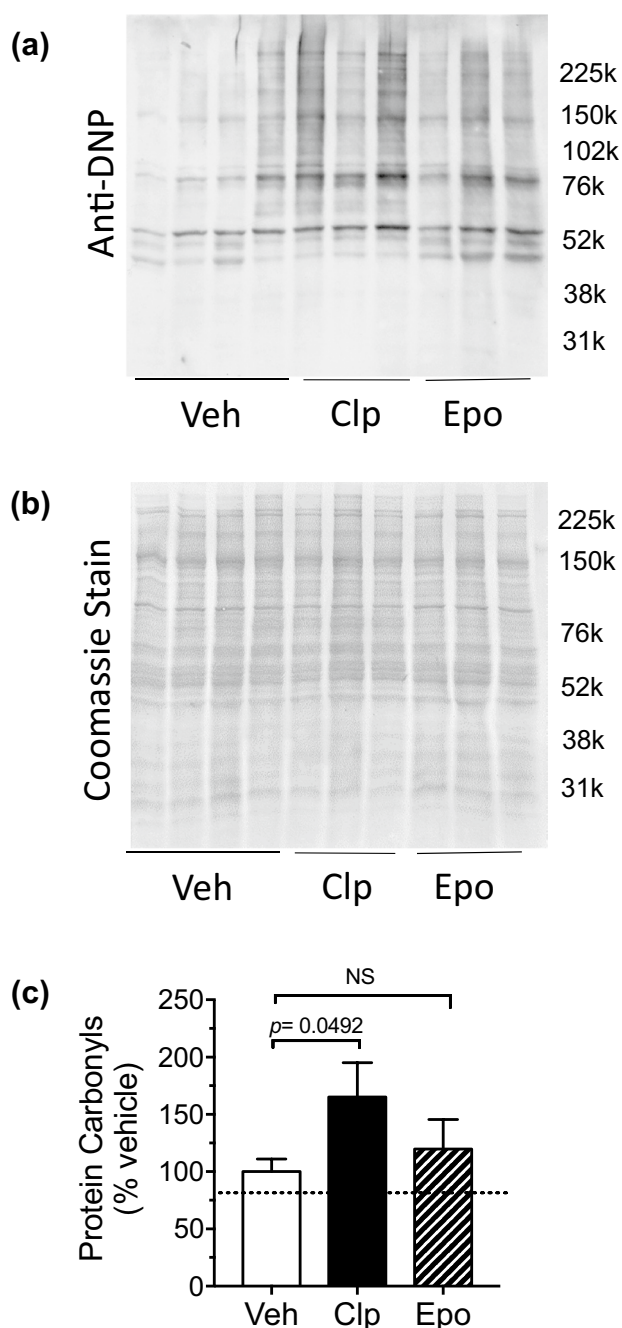 (a)
Anti-DNP
225k
150k
102k
76k
52k
38k
31k
Veh Clp Epo
(b)
Coomassie Stain
225k
150k
76k
52k
38k
31k
Veh Clp Epo
(c)
Protein Carbonyls
(% vehicle)
NS
p= 0.0492
250
200
150
100
50
0
Veh Clp Epo